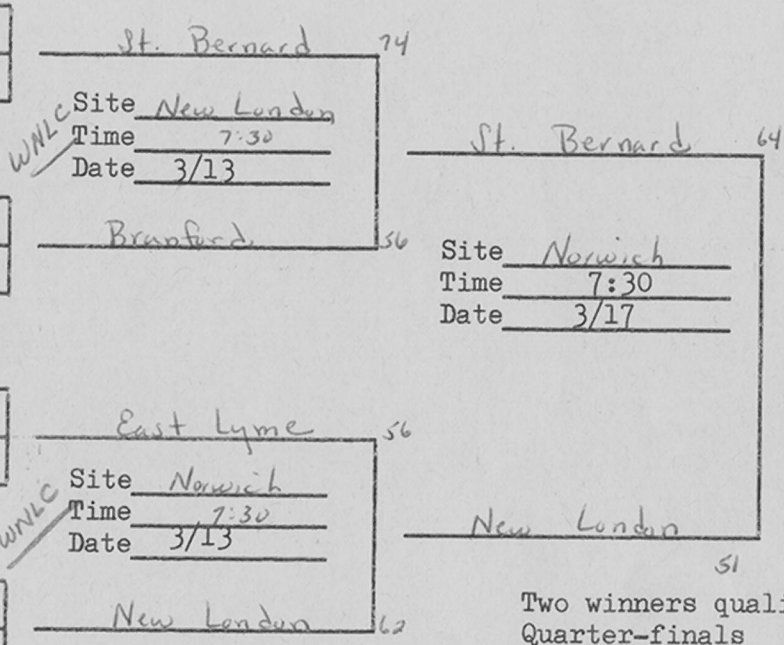 St. Bernard 74
WNLC
Site New London
Time 7:30
Date 3/13
Branford 56
St. Bernard 64
Site Norwich
Time 7:30
Date 3/17
East Lyme 56
WNLC
Site Norwich
Time 7:30
Date 3/13
New London 62
New London
51
Two winners quali
Quarter-finals